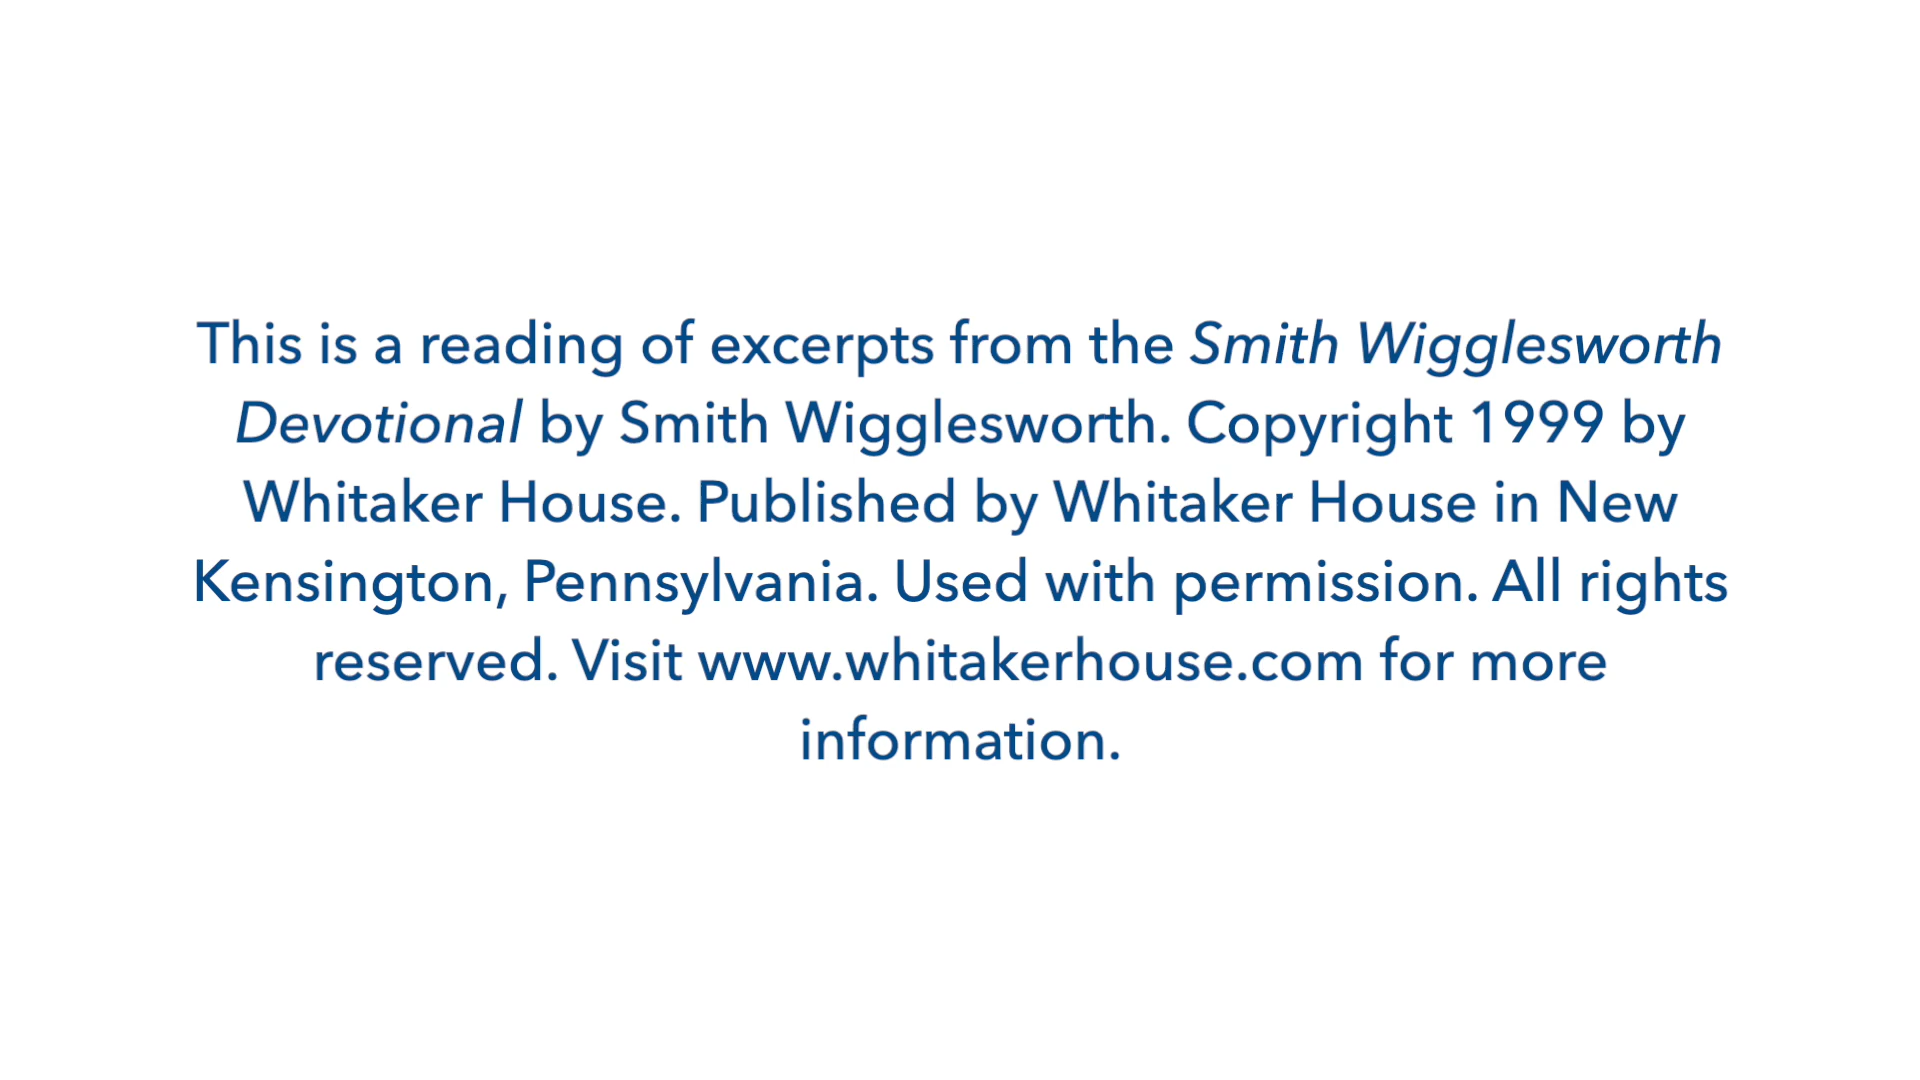 This is a reading of excerpts from the Smith Wigglesworth
Devotional by Smith Wigglesworth. Copyright 1999 by
Whitaker House. Published by Whitaker House in New
Kensington, Pennsylvania. Used with permission. All rights
reserved. Visit www.whitakerhouse.com for more
information.